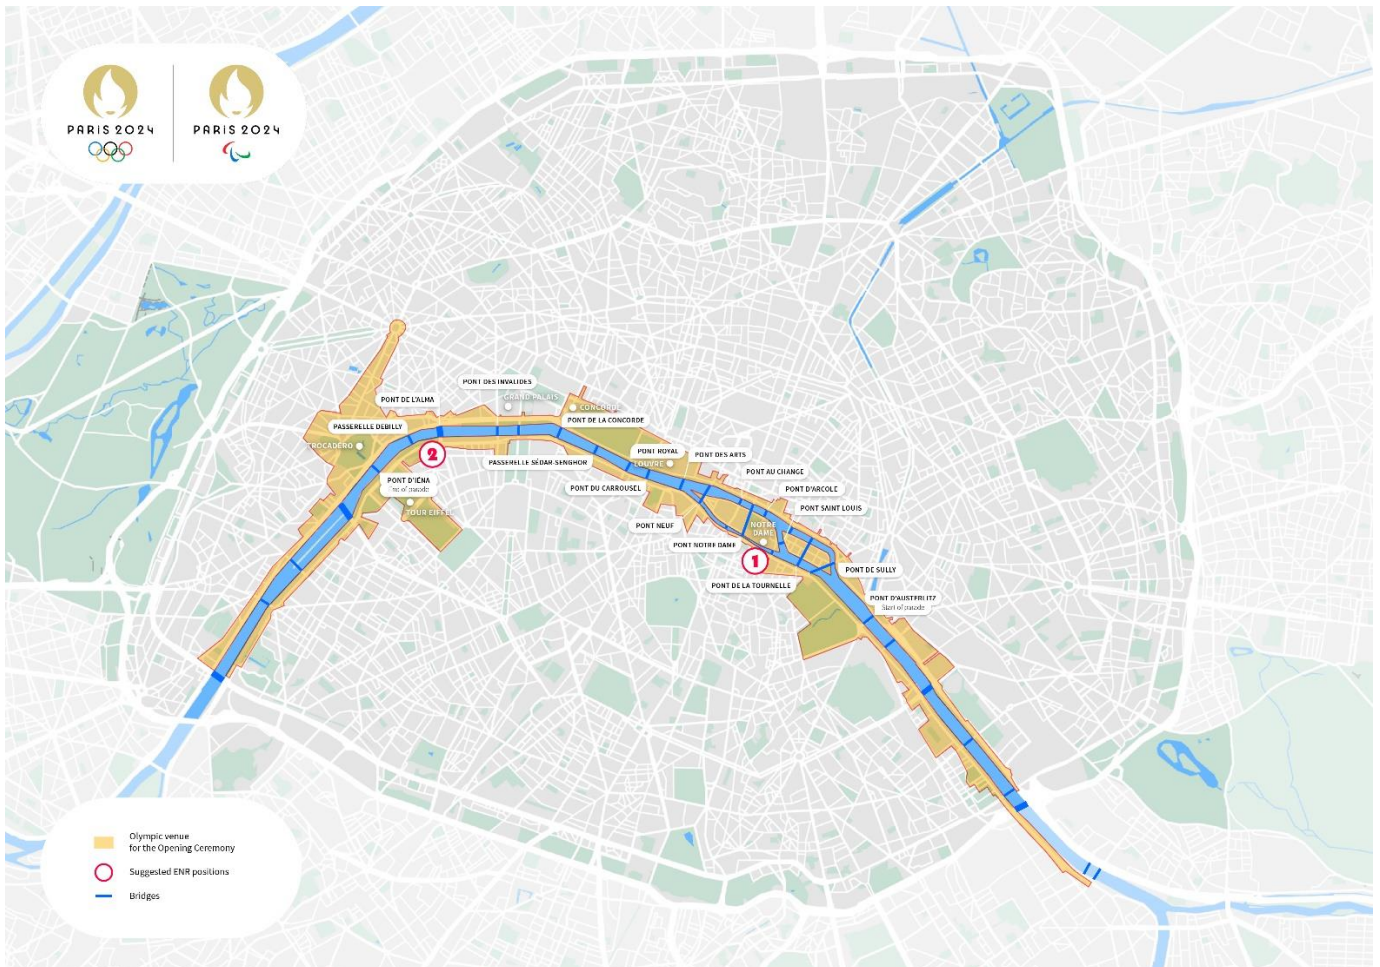 PARIS 2024
PARIS 2024
PONT DES INVALIDES
GRAND PALAIS
PONT DE L'ALMA
CONCORDE
PONT DE LA CONCORDE
PASSERELLE DEBILLY
TROCADÉRO
2
PONT ROYAL
PONT DES ARTS
LOUVRE
PASSERELLE SÉDAR-SENGHOR
PONT AU CHANGE
PONT D'IÉNA
End of parade
PONT DU CARROUSEL
PONT D'ARCOLE
TOUR EIFFEL
PONT SAINT LOUIS
PONT NEUF
NOTRE
DAME
PONT NOTRE DAME
1
PONT DE SULLY
PONT DE LA TOURNELLE
PONT D'AUSTERLITZ
Start of parade
Olympic venue
for the Opening Ceremony
Suggested ENR positions
Bridges